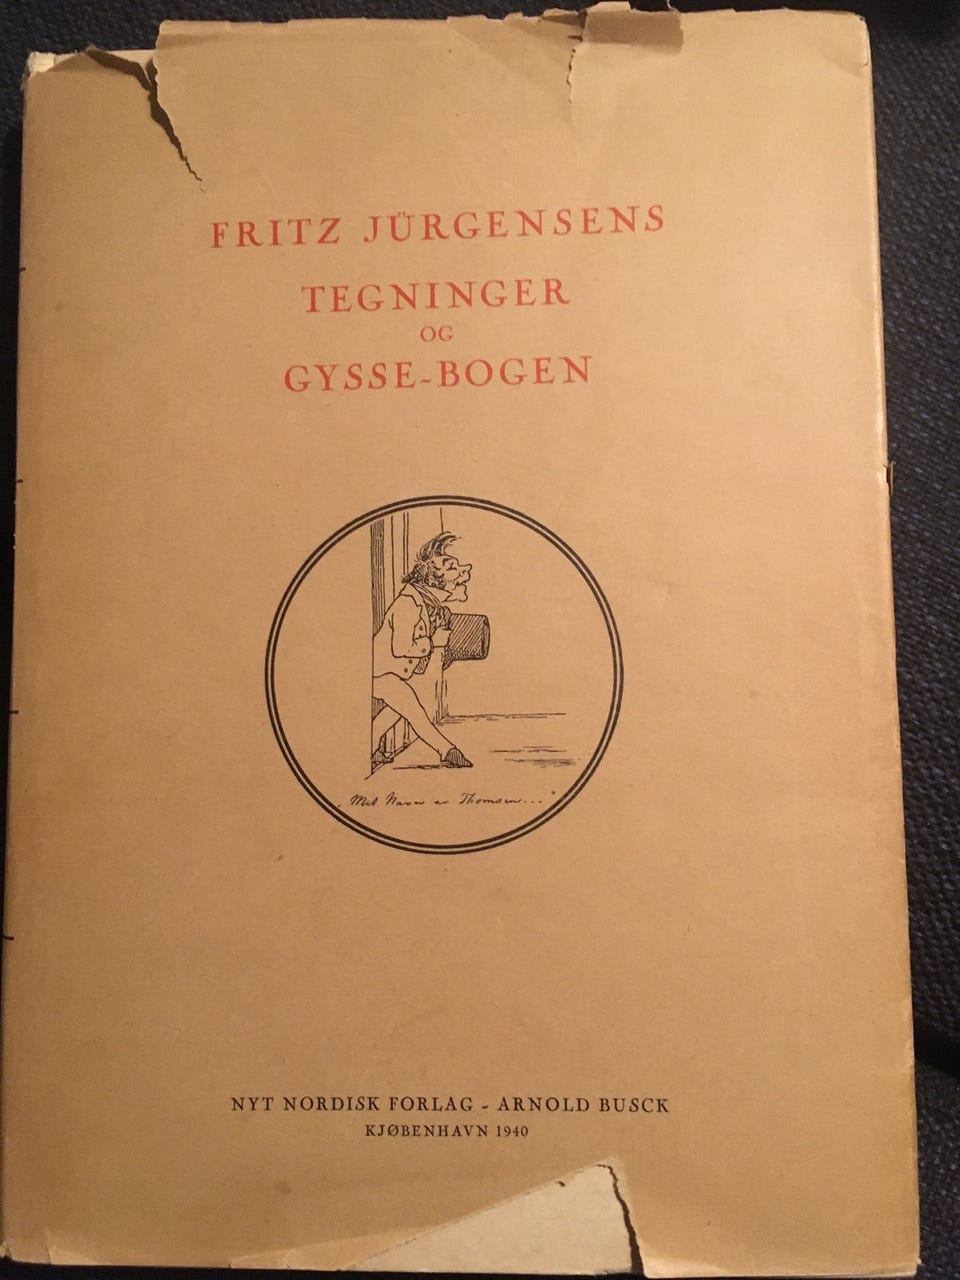 FRITZ JÜRGENSENS
TEGNINGER
OG
GYSSE-BOGEN
„Mit Navn er Thomsen..."
NYT NORDISK FORLAG - ARNOLD BUSCK
KJØBENHAVN 1940